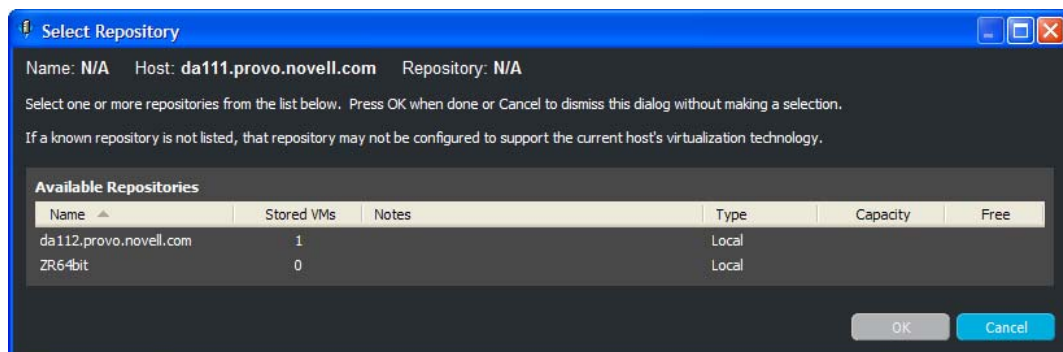 Select Repository
Name: N/A Host: da111.provo.novell.com Repository: N/A
Select one or more repositories from the list below. Press OK when done or Cancel to dismiss this dialog without making a selection.
If a known repository is not listed, that repository may not be configured to support the current host's virtualization technology.
Available Repositories
Name Stored VMs Notes Type Capacity Free
da112.provo.novell.com 1 Local
ZR64bit 0 Local
OK Cancel